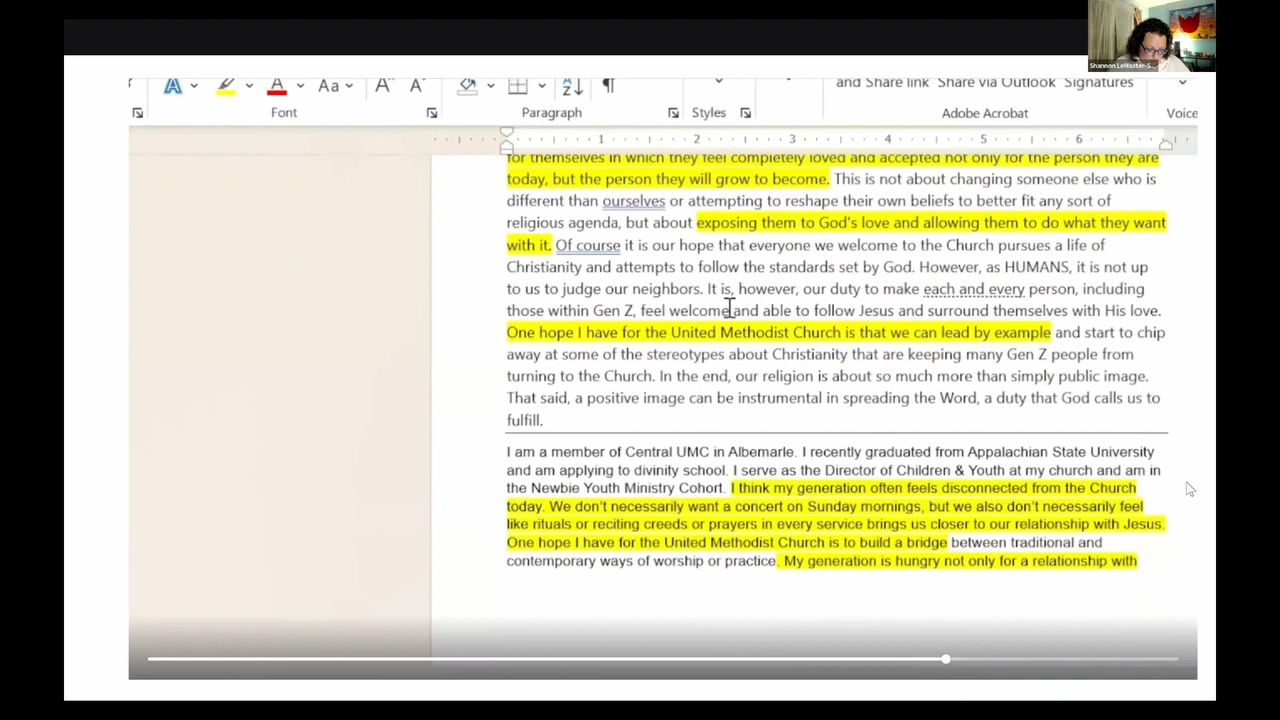 Shannon LeMaster-S...
A
A
Aa
A
A
and Share link Share via Outlook Signatures
Font
Paragraph
Styles
Adobe Acrobat
Voice
1 2 3 4 5 6
for themselves in which they feel completely loved and accepted not only for the person they are
today, but the person they will grow to become. This is not about changing someone else who is
different than ourselves or attempting to reshape their own beliefs to better fit any sort of
religious agenda, but about exposing them to God's love and allowing them to do what they want
with it. Of course it is our hope that everyone we welcome to the Church pursues a life of
Christianity and attempts to follow the standards set by God. However, as HUMANS, it is not up
to us to judge our neighbors. It is, however, our duty to make each and every person, including
those within Gen Z, feel welcome and able to follow Jesus and surround themselves with His love.
One hope I have for the United Methodist Church is that we can lead by example and start to chip
away at some of the stereotypes about Christianity that are keeping many Gen Z people from
turning to the Church. In the end, our religion is about so much more than simply public image.
That said, a positive image can be instrumental in spreading the Word, a duty that God calls us to
fulfill.
I am a member of Central UMC in Albemarle. I recently graduated from Appalachian State University
and am applying to divinity school. I serve as the Director of Children & Youth at my church and am in
the Newbie Youth Ministry Cohort. I think my generation often feels disconnected from the Church
today. We don't necessarily want a concert on Sunday mornings, but we also don't necessarily feel
like rituals or reciting creeds or prayers in every service brings us closer to our relationship with Jesus.
One hope I have for the United Methodist Church is to build a bridge between traditional and
contemporary ways of worship or practice. My generation is hungry not only for a relationship with